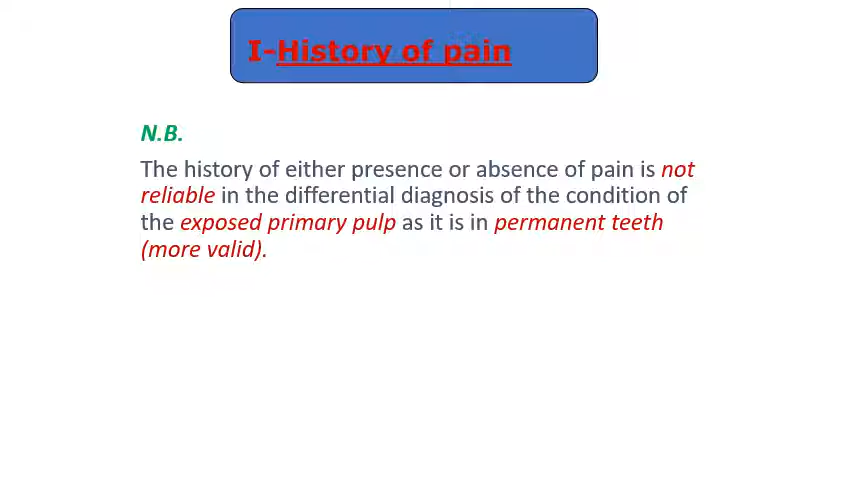 I-History of pain
N.B.
The history of either presence or absence of pain is not
reliable in the differential diagnosis of the condition of
the exposed primary pulp as it is in permanent teeth
(more valid).